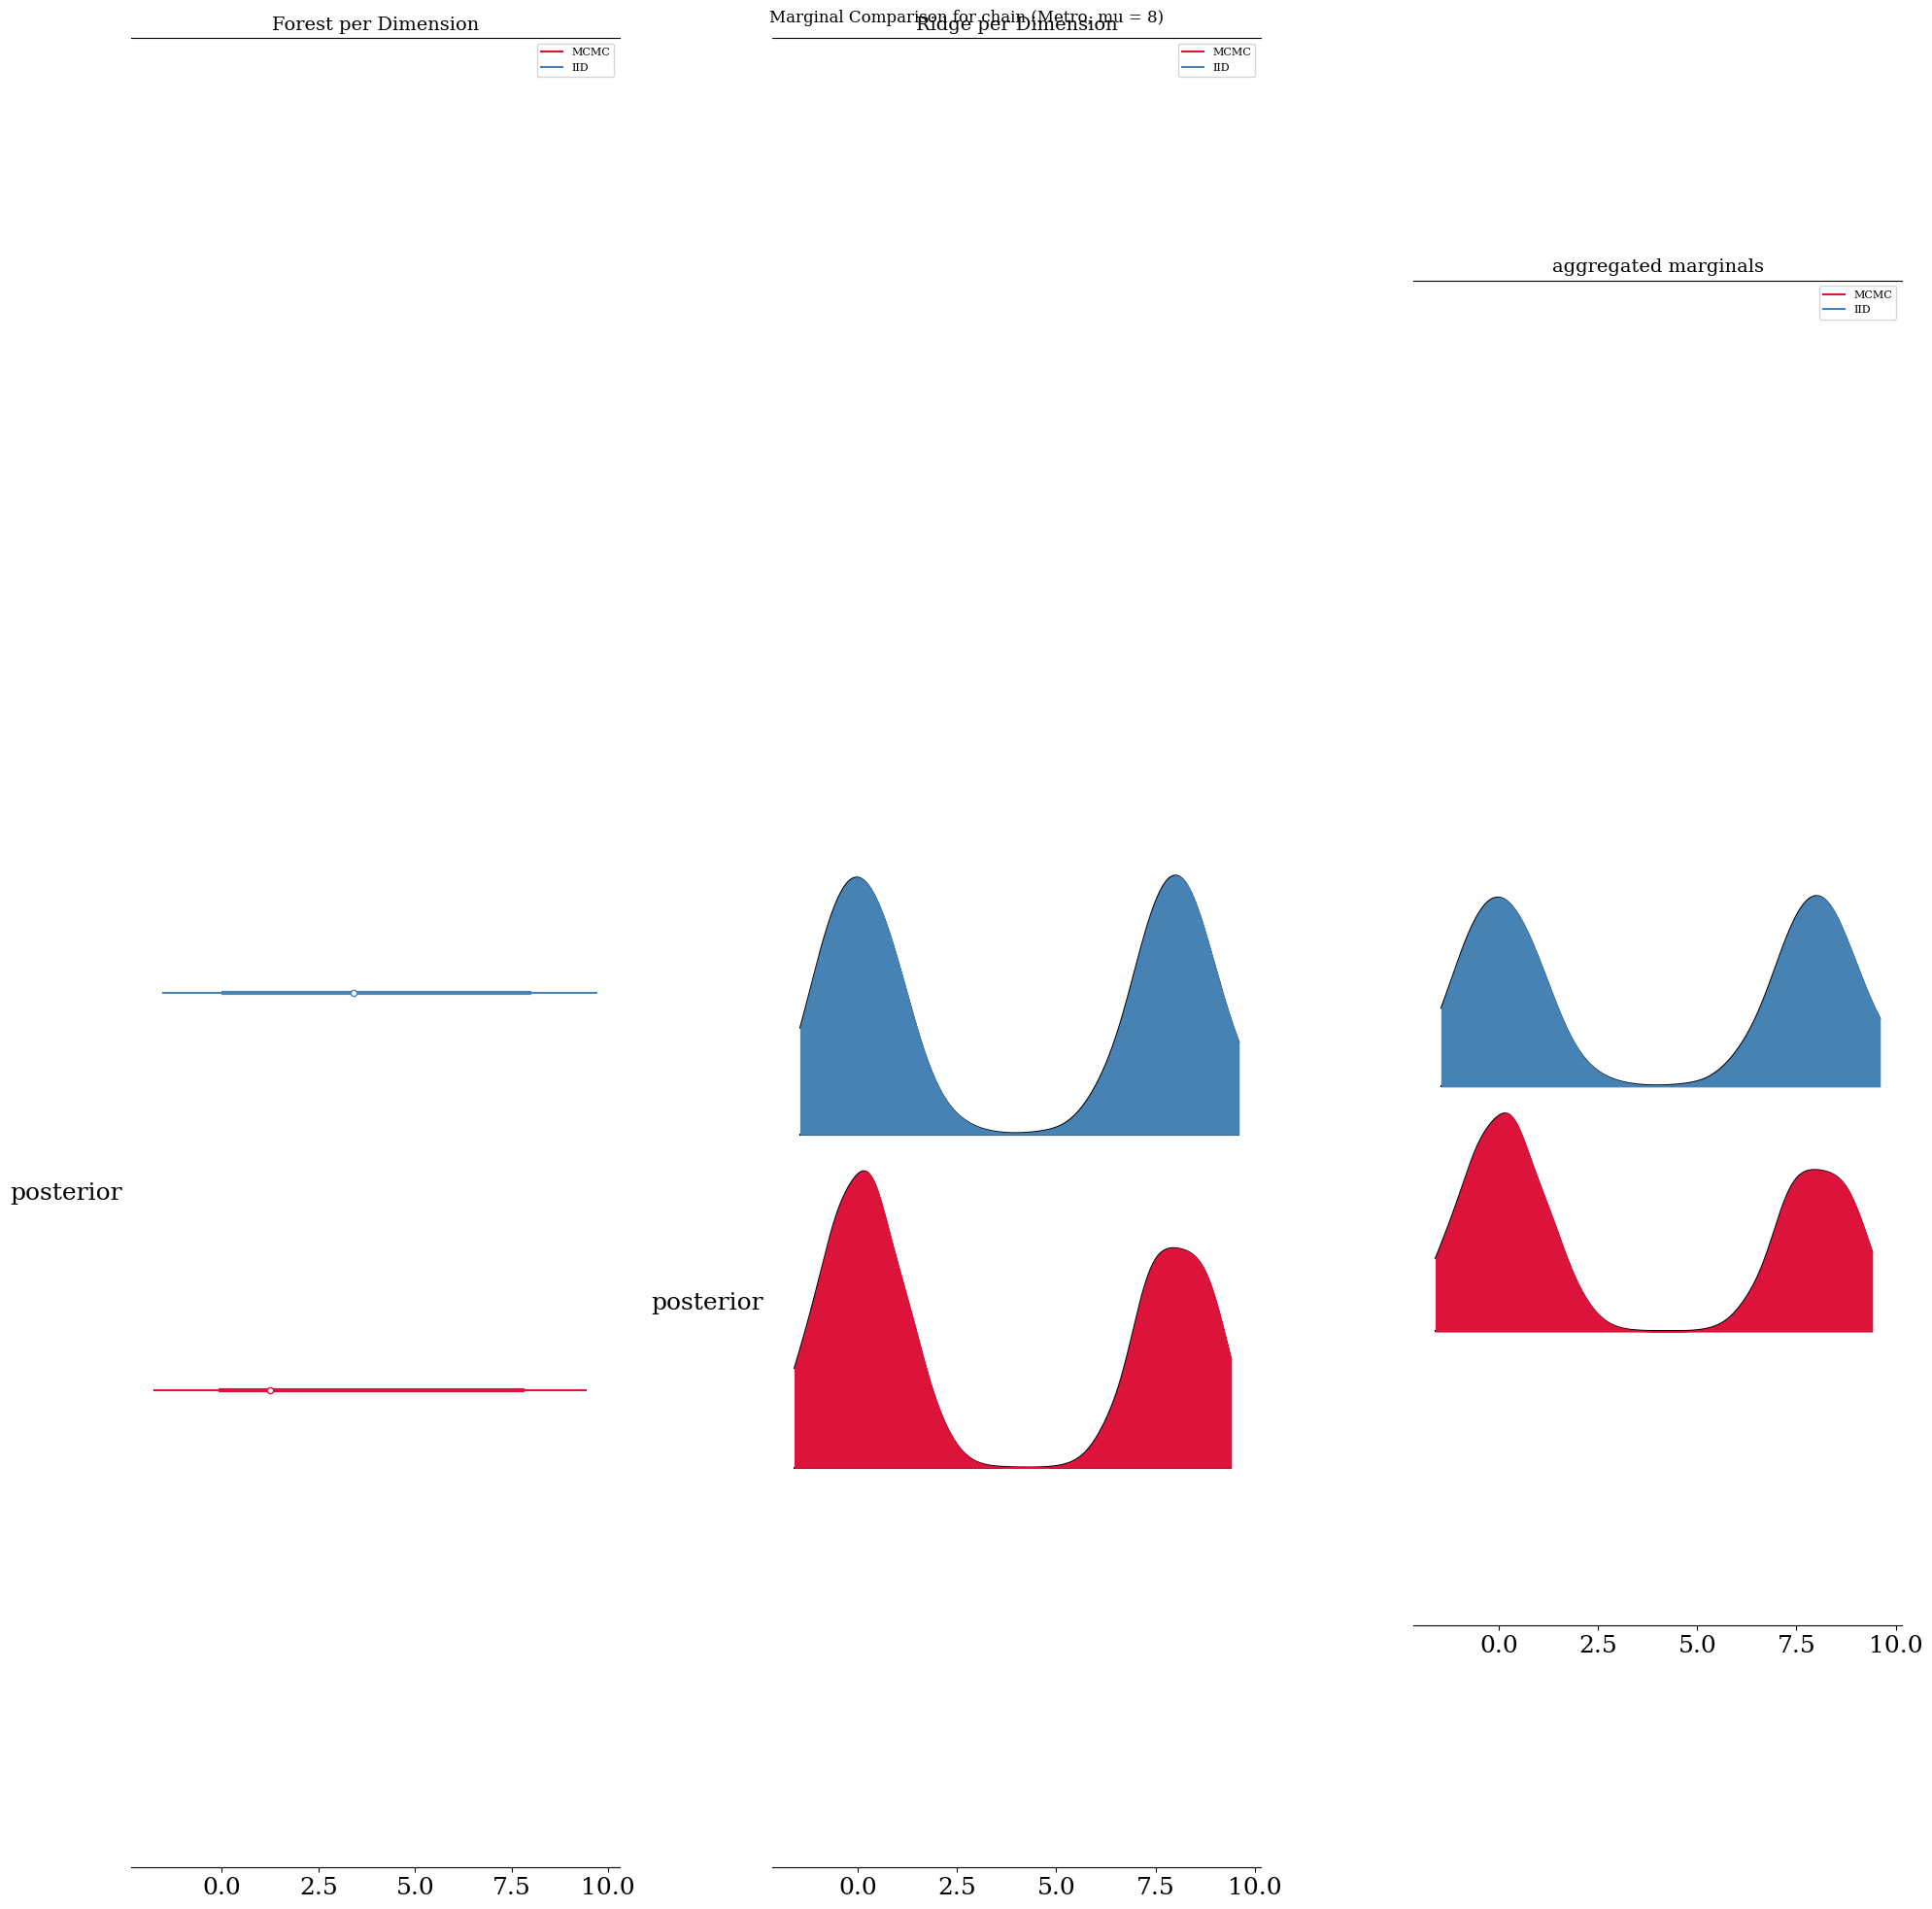 Marginal Comparison for chain (Metro, mu = 8)
Forest per Dimension
MCMC
IID
posterior
0.0 2.5 5.0 7.5 10.0
Ridge per Dimension
MCMC
IID
posterior
0.0 2.5 5.0 7.5 10.0
aggregated marginals
MCMC
IID
0.0 2.5 5.0 7.5 10.0